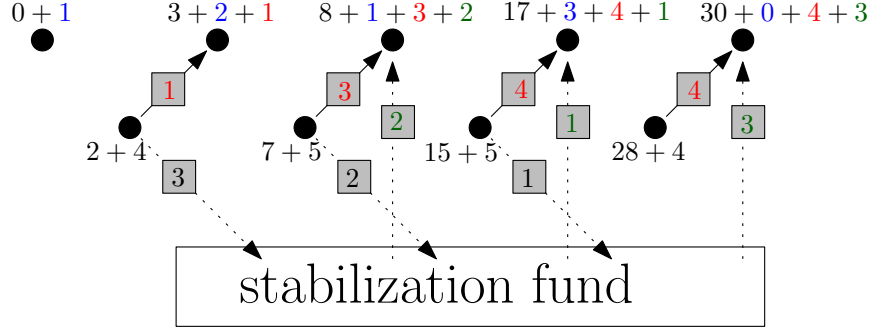 0 + 1 3 + 2 + 1 8 + 1 + 3 + 2 17 + 3 + 4 + 1 30 + 0 + 4 + 3
1 3 4 4
2 1 3
2 + 4 7 + 5 15 + 5 28 + 4
3 2 1
stabilization fund